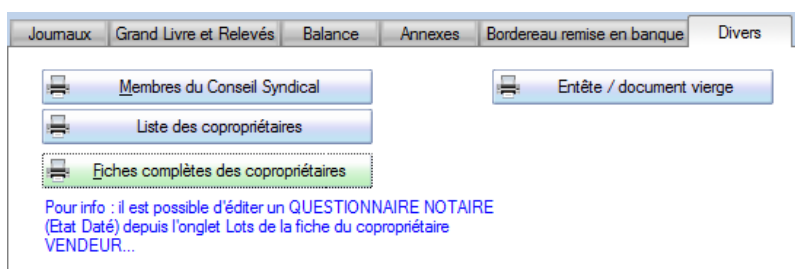 Journaux Grand Livre et Relevés Balance Annexes Bordereau remise en banque Divers
Membres du Conseil Syndical Entête / document vierge
Liste des copropriétaires
Fiches complètes des copropriétaires
Pour info : il est possible d'éditer un QUESTIONNAIRE NOTAIRE
(Etat Daté) depuis l'onglet Lots de la fiche du copropriétaire
VENDEUR...